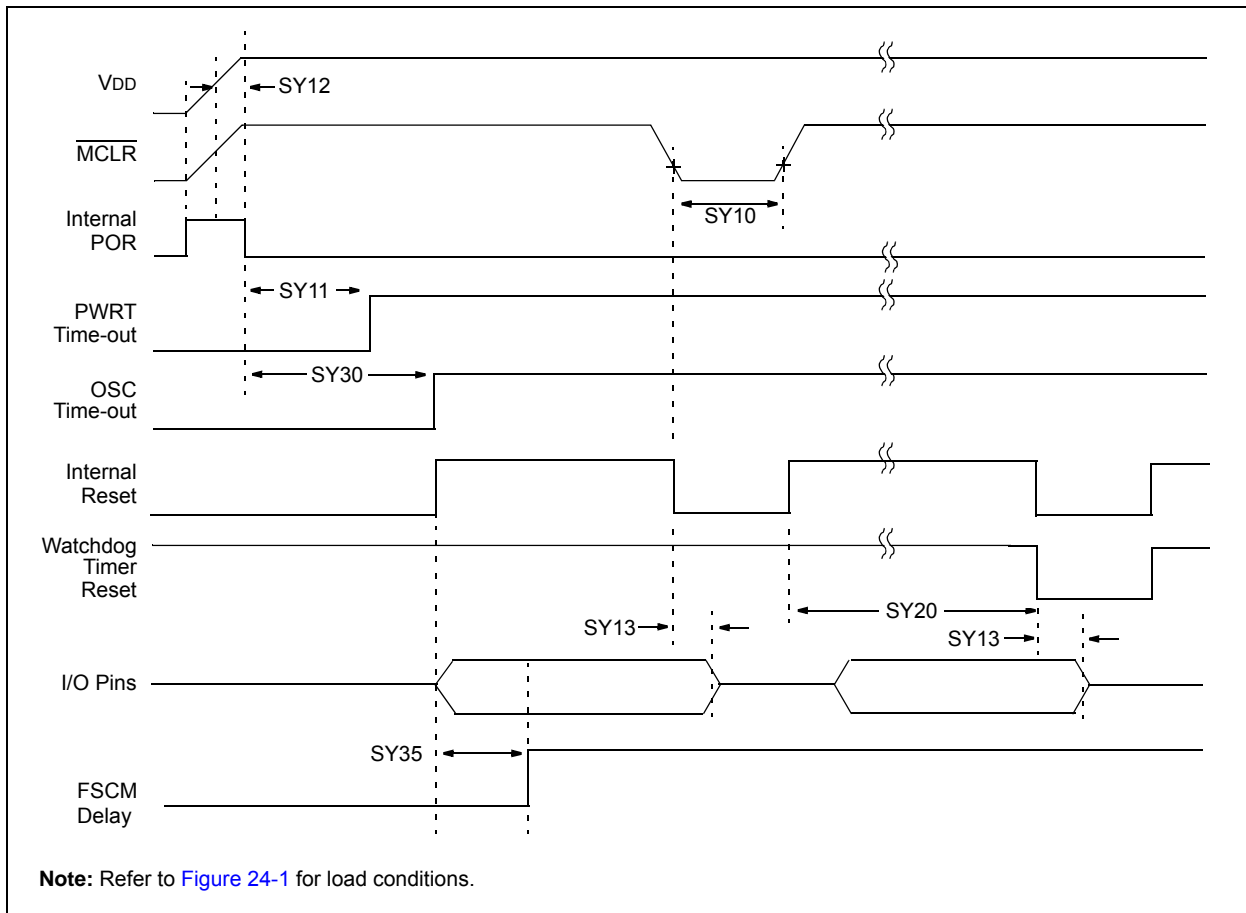 VDD
SY12
MCLR
SY10
Internal
POR
SY11
PWRT
Time-out
SY30
OSC
Time-out
Internal
Reset
Watchdog
Timer
Reset
SY20
SY13
SY13
I/O Pins
SY35
FSCM
Delay
Note: Refer to Figure 24-1 for load conditions.